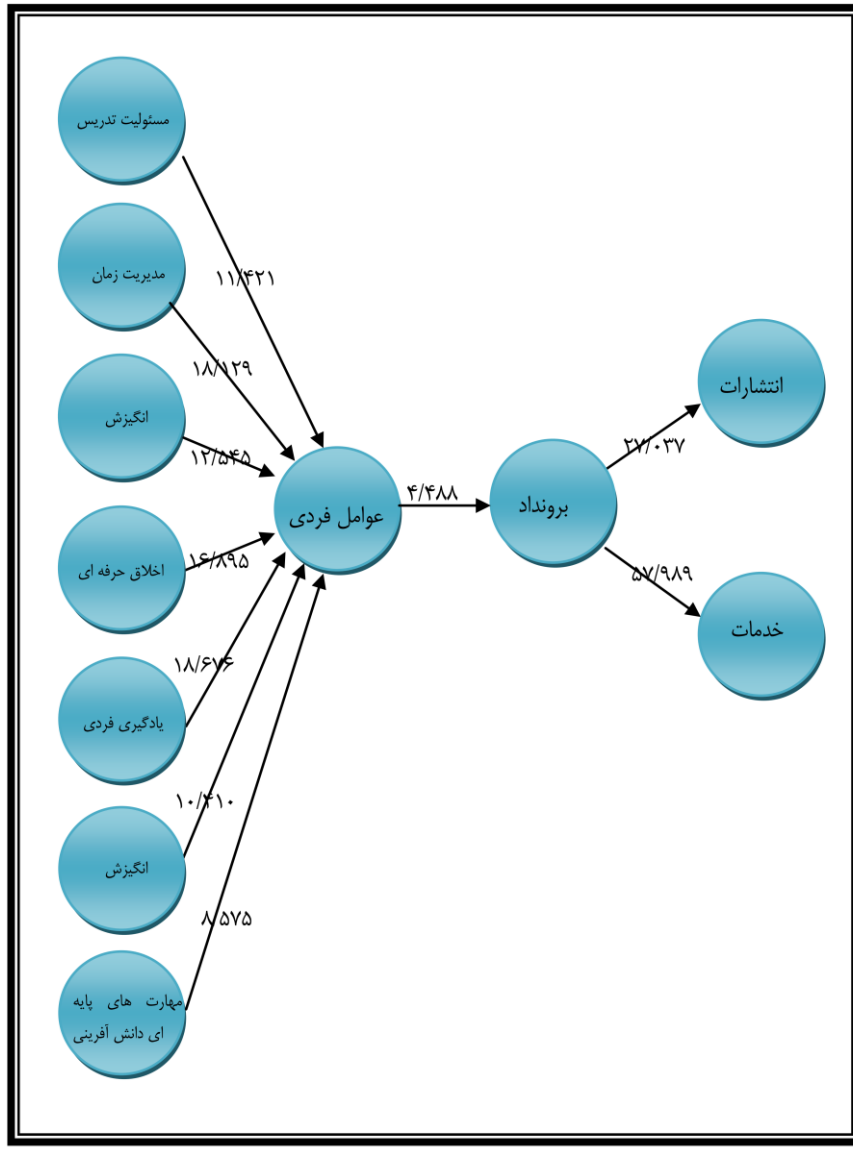 مسئولیت تدریس
۱۱/۴۲۱
مدیریت زمان
۱۸/۱۲۹
انگیزش
۱۲/۵۴۵
اخلاق حرفه ای
۱۶/۸۹۵
یادگیری فردی
۱۸/۶۷۶
انگیزش
۱۰/۴۱۰
مهارت های پایه
ای دانش آفرینی
۸/۵۷۵
عوامل فردی
۴/۴۸۸
برونداد
۲۷/۰۳۷
انتشارات
۵۷/۹۸۹
خدمات